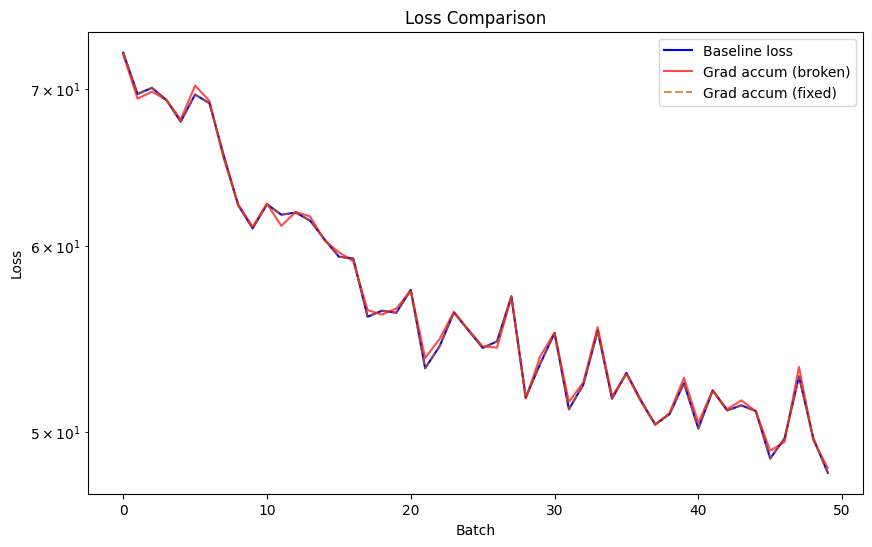 Loss Comparison
Baseline loss
Grad accum (broken)
Grad accum (fixed)
7 × 10¹
6 × 10¹
5 × 10¹
Loss
0 10 20 30 40 50
Batch